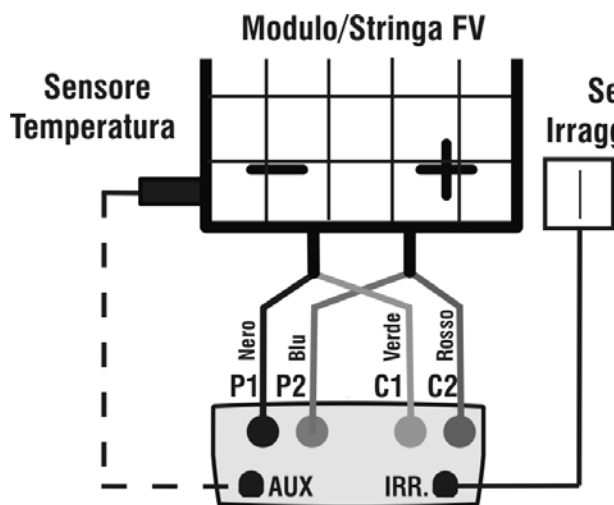 Modulo/Stringa FV
Sensore
Temperatura
Nero
Blu
Verde
Rosso
P1 P2 C1 C2
AUX IRR.